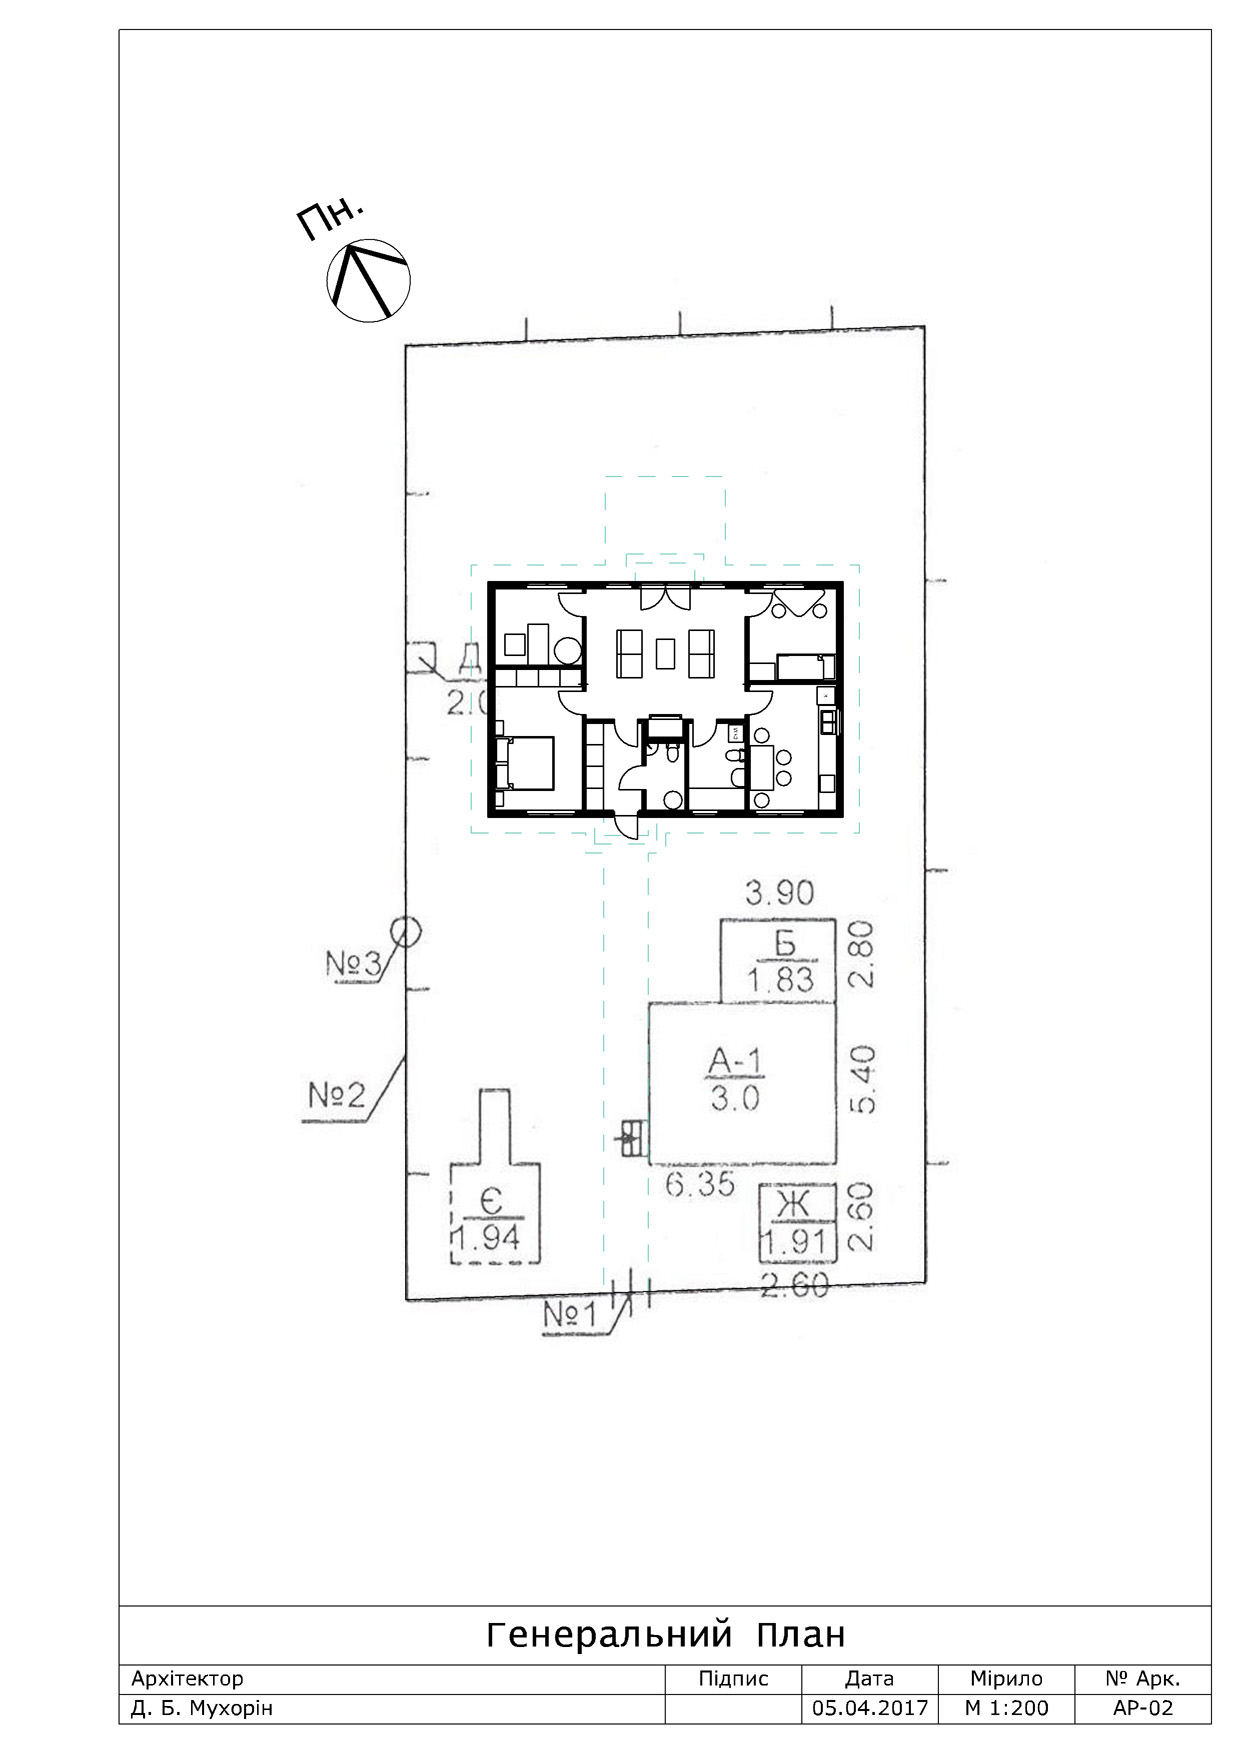 Пн.
Д
2.0
3.90
Б
1.83
2.80
№3
А-1
3.0
5.40
№2
6.35
Є
1.94
Ж
1.91
2.60
2.60
№1
Генеральний План
Архітектор
Підпис
Дата
Мірило
№ Арк.
Д. Б. Мухорін
05.04.2017
М 1:200
АР-02